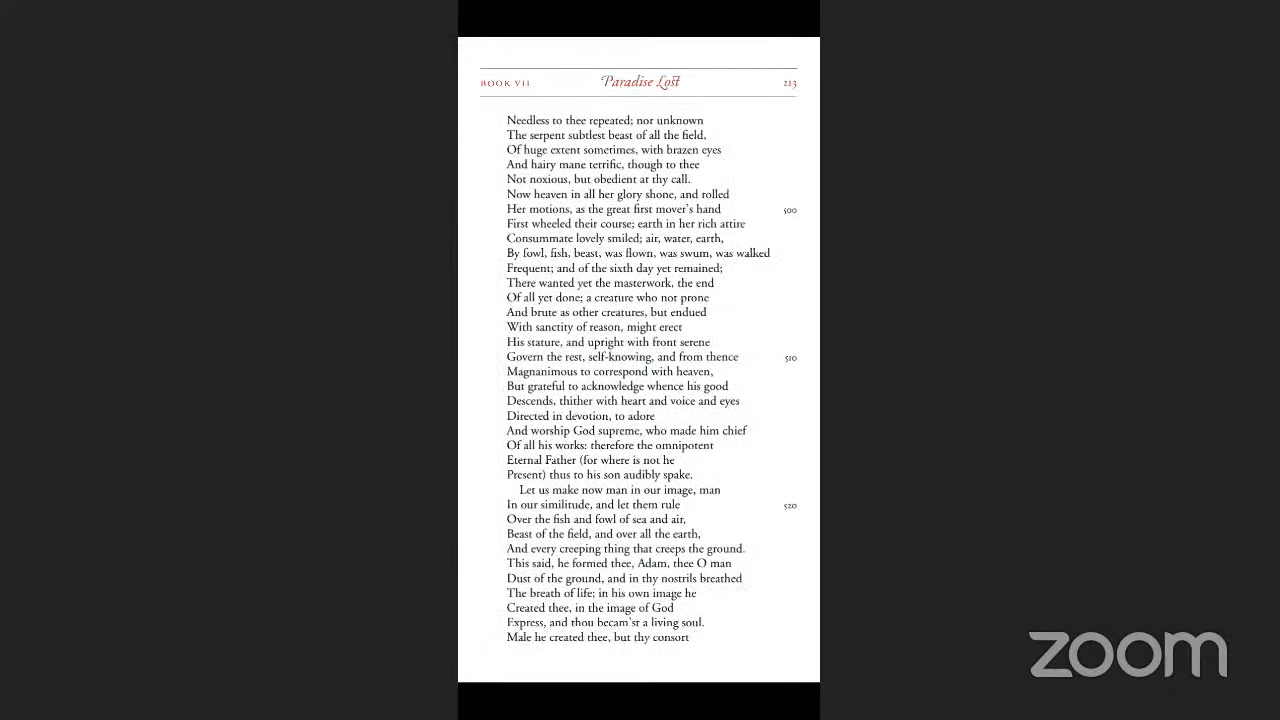 BOOK VII Paradise Lost 213
Needless to thee repeated; nor unknown
The serpent subtlest beast of all the field,
Of huge extent sometimes, with brazen eyes
And hairy mane terrific, though to thee
Not noxious, but obedient at thy call.
Now heaven in all her glory shone, and rolled
Her motions, as the great first mover's hand 500
First wheeled their course; earth in her rich attire
Consummate lovely smiled; air, water, earth,
By fowl, fish, beast, was flown, was swum, was walked
Frequent; and of the sixth day yet remained;
There wanted yet the masterwork, the end
Of all yet done; a creature who not prone
And brute as other creatures, but endued
With sanctity of reason, might erect
His stature, and upright with front serene
Govern the rest, self-knowing, and from thence 510
Magnanimous to correspond with heaven,
But grateful to acknowledge whence his good
Descends, thither with heart and voice and eyes
Directed in devotion, to adore
And worship God supreme, who made him chief
Of all his works: therefore the omnipotent
Eternal Father (for where is not he
Present) thus to his son audibly spake.
Let us make now man in our image, man
In our similitude, and let them rule 520
Over the fish and fowl of sea and air,
Beast of the field, and over all the earth,
And every creeping thing that creeps the ground.
This said, he formed thee, Adam, thee O man
Dust of the ground, and in thy nostrils breathed
The breath of life; in his own image he
Created thee, in the image of God
Express, and thou becam'st a living soul.
Male he created thee, but thy consort
zoom